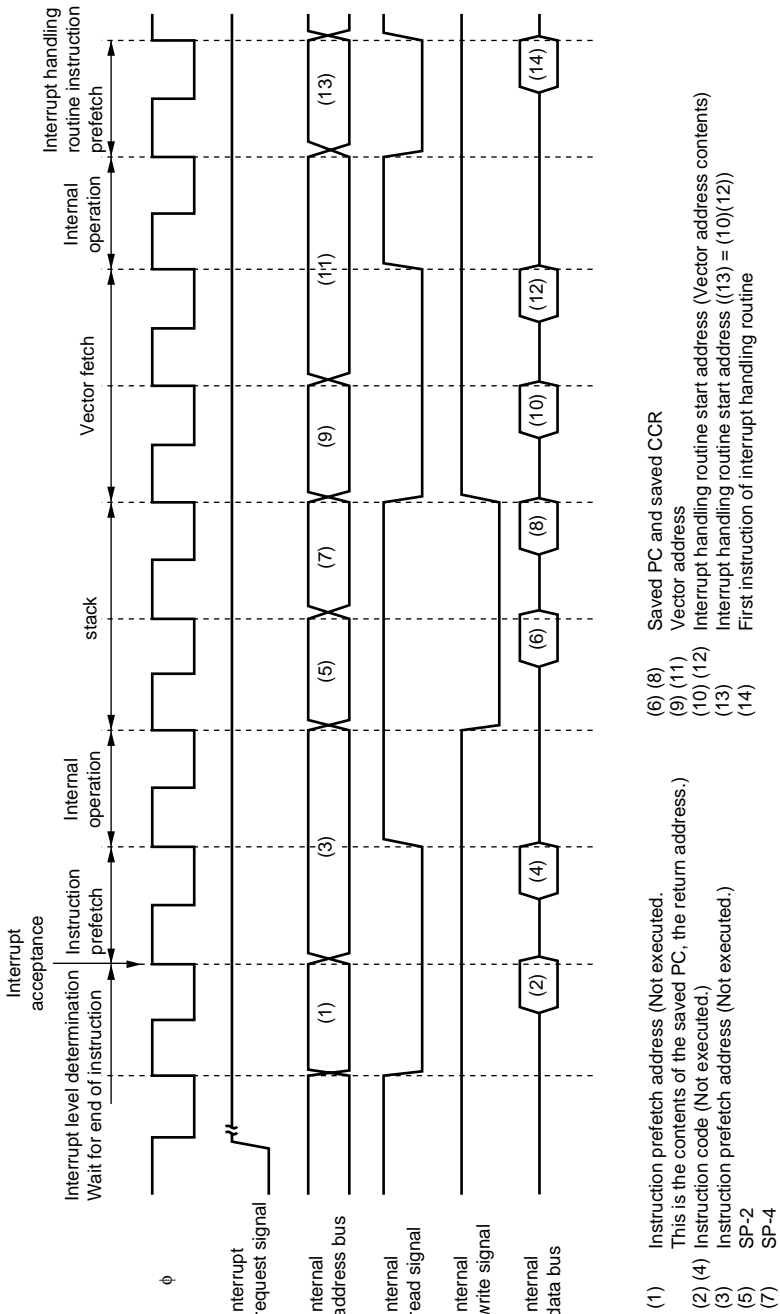 Interrupt
acceptance
Interrupt level determination
Wait for end of instruction
Instruction
prefetch
Internal
operation
stack
Vector fetch
Internal
operation
Interrupt handling
routine instruction
prefetch
φ
nterrupt
request signal
nternal
address bus
(1)
(3)
(5)
(7)
(9)
(11)
(13)
nternal
read signal
nternal
write signal
nternal
data bus
(2)
(4)
(6)
(8)
(10)
(12)
(14)
(1) Instruction prefetch address (Not executed.
This is the contents of the saved PC, the return address.)
(2) (4) Instruction code (Not executed.)
(3) Instruction prefetch address (Not executed.)
(5) SP-2
(7) SP-4
(6) (8) Saved PC and saved CCR
(9) (11) Vector address
(10) (12) Interrupt handling routine start address (Vector address contents)
(13) Interrupt handling routine start address ((13) = (10)(12))
(14) First instruction of interrupt handling routine